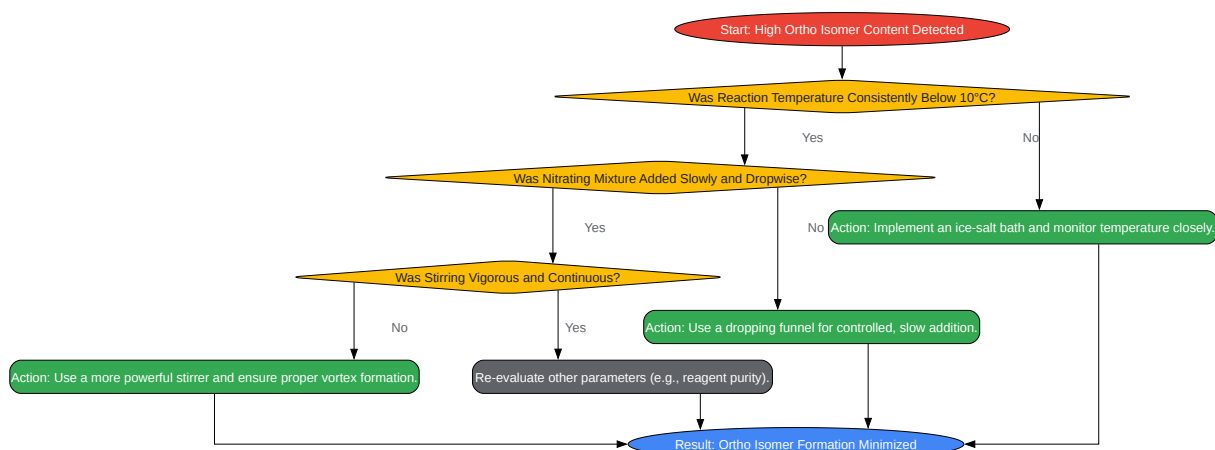 Start: High Ortho Isomer Content Detected
Was Reaction Temperature Consistently Below 10°C?
Yes
No
Was Nitrating Mixture Added Slowly and Dropwise?
Yes
No
Action: Implement an ice-salt bath and monitor temperature closely.
Was Stirring Vigorous and Continuous?
No
Yes
Action: Use a dropping funnel for controlled, slow addition.
Action: Use a more powerful stirrer and ensure proper vortex formation.
Re-evaluate other parameters (e.g., reagent purity).
Result: Ortho Isomer Formation Minimized